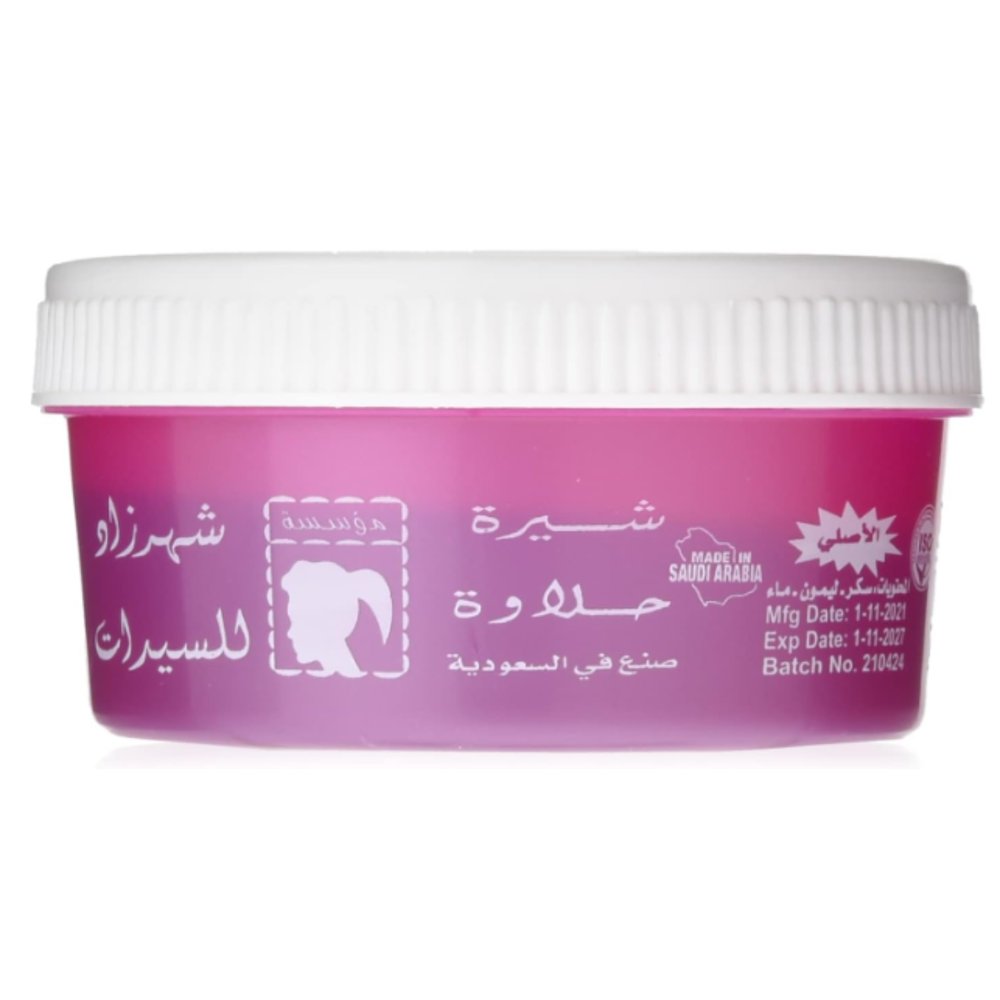 شهرزاد
للسيدات
مؤسسة
شيرة
حلاوة
صنع في السعودية
MADE IN
SAUDI ARABIA
الأصلي
ISO
المحتويات: سكر - ليمون - ماء
Mfg Date: 1-11-2021
Exp Date: 1-11-2027
Batch No. 210424